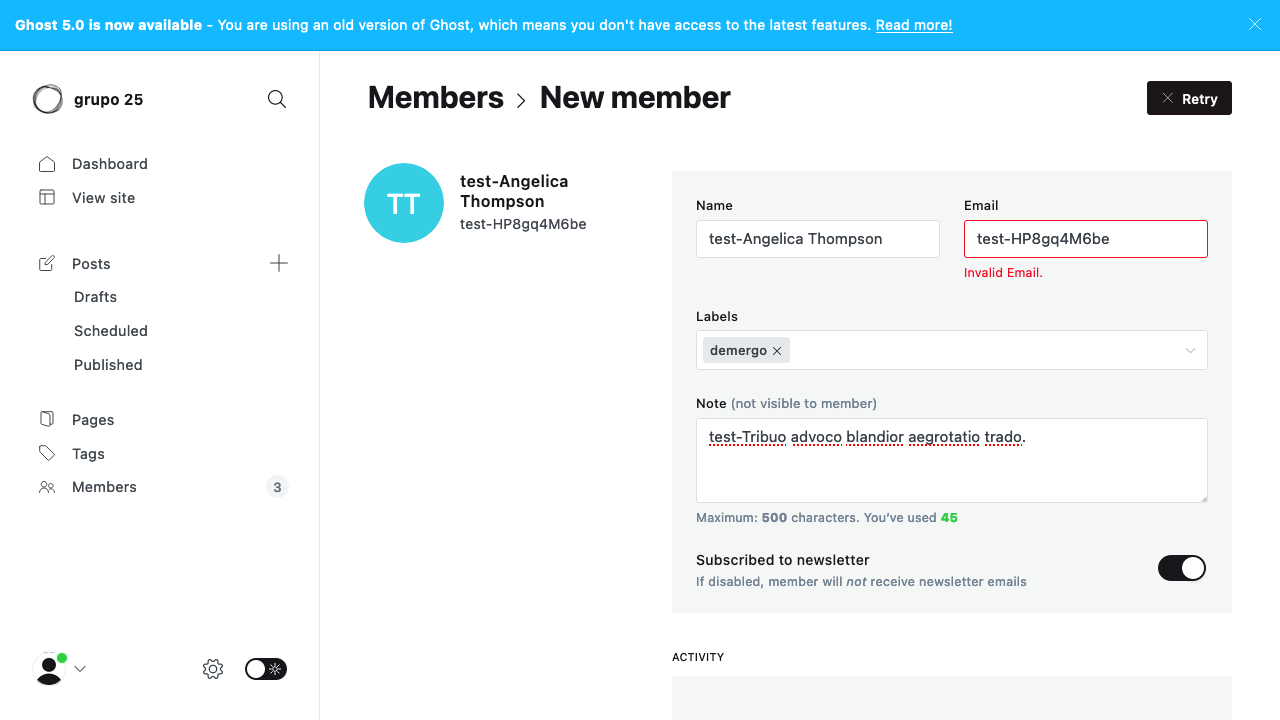 Ghost 5.0 is now available - You are using an old version of Ghost, which means you don't have access to the latest features. Read more!
grupo 25
Dashboard
View site
Posts
Drafts
Scheduled
Published
Pages
Tags
Members 3
Members > New member
Retry
TT
test-Angelica
Thompson
test-HP8gq4M6be
Name
test-Angelica Thompson
Email
test-HP8gq4M6be
Invalid Email.
Labels
demergo
Note (not visible to member)
test-Tribuo advoco blandior aegrotatio trado.
Maximum: 500 characters. You've used 45
Subscribed to newsletter
If disabled, member will not receive newsletter emails
ACTIVITY